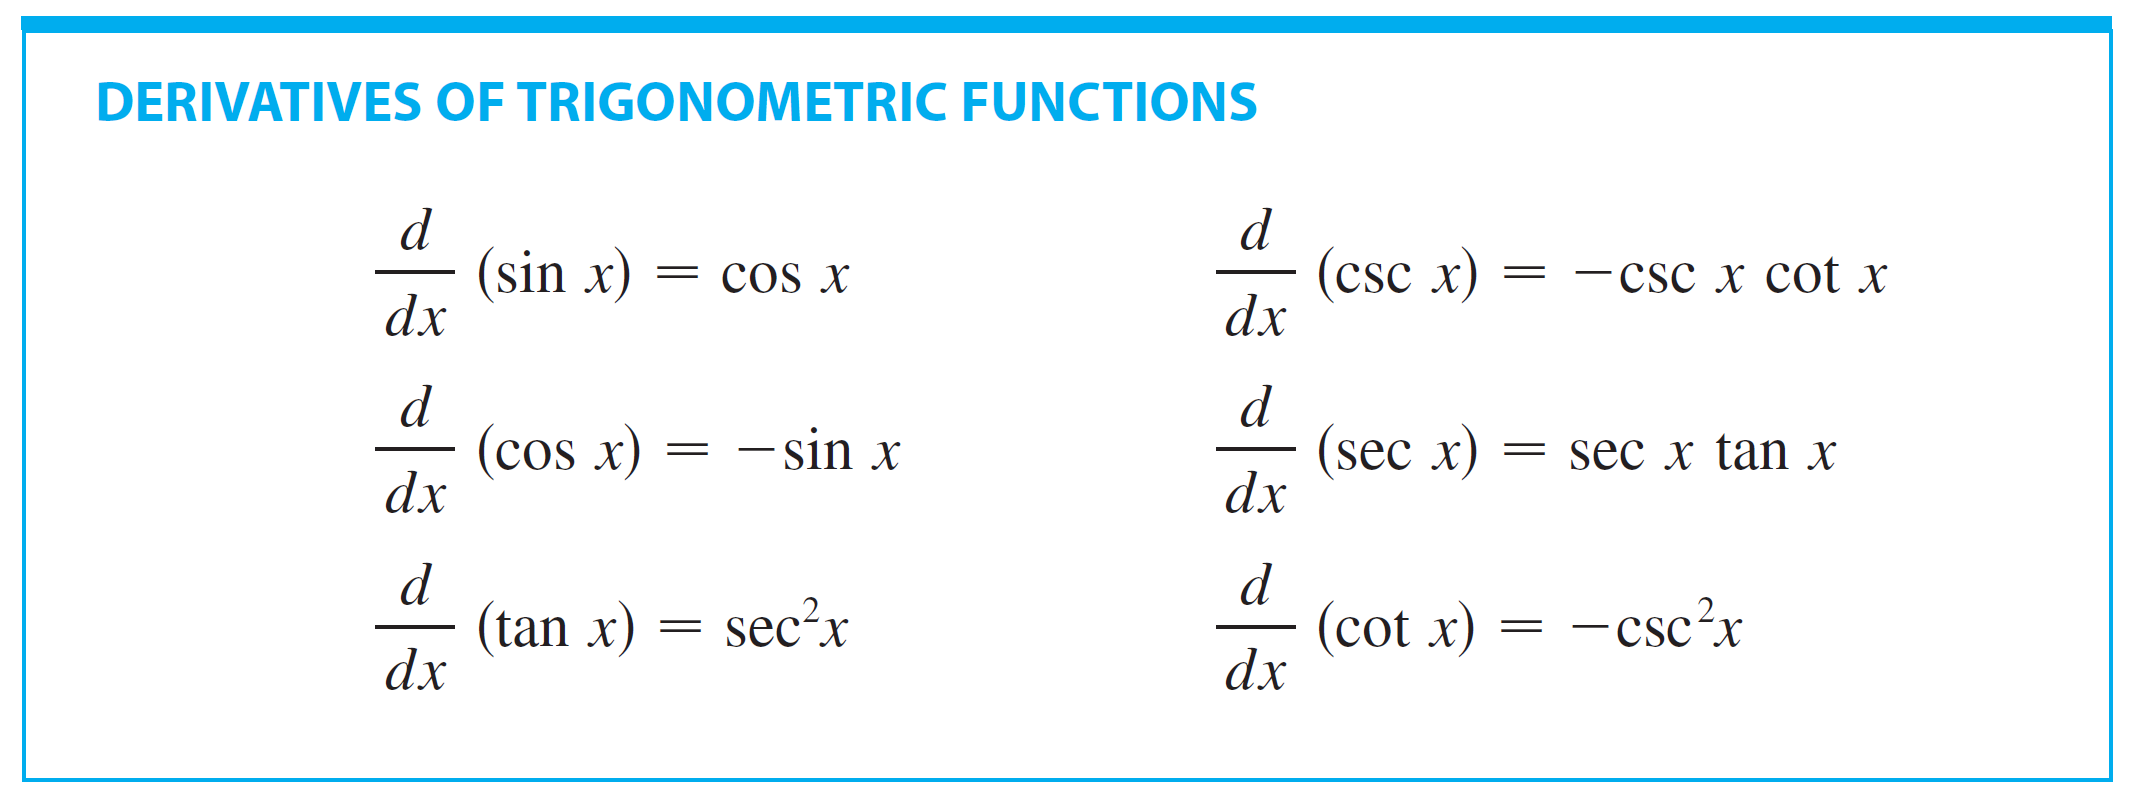 DERIVATIVES OF TRIGONOMETRIC FUNCTIONS
d/dx (sin x) = cos x
d/dx (csc x) = −csc x cot x
d/dx (cos x) = −sin x
d/dx (sec x) = sec x tan x
d/dx (tan x) = sec²x
d/dx (cot x) = −csc²x